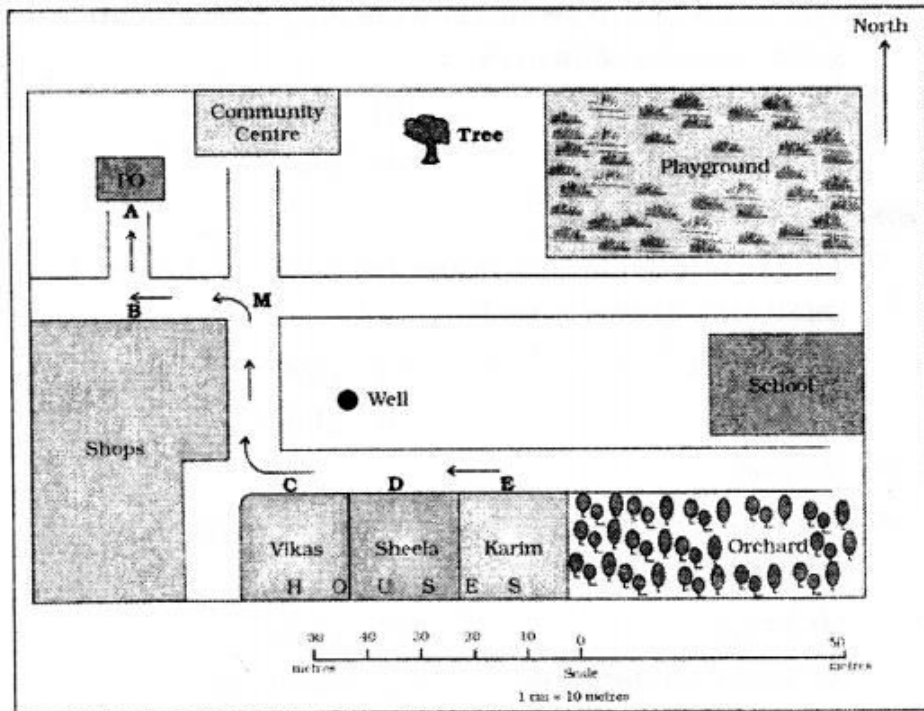 North
Community
Centre
Tree
Playground
PO
A
M
B
Well
School
Shops
C D E
Vikas Sheela Karim Orchard
H O U S E S
40 20 10 0 50
metres metres
Scale
1 cm = 10 metres